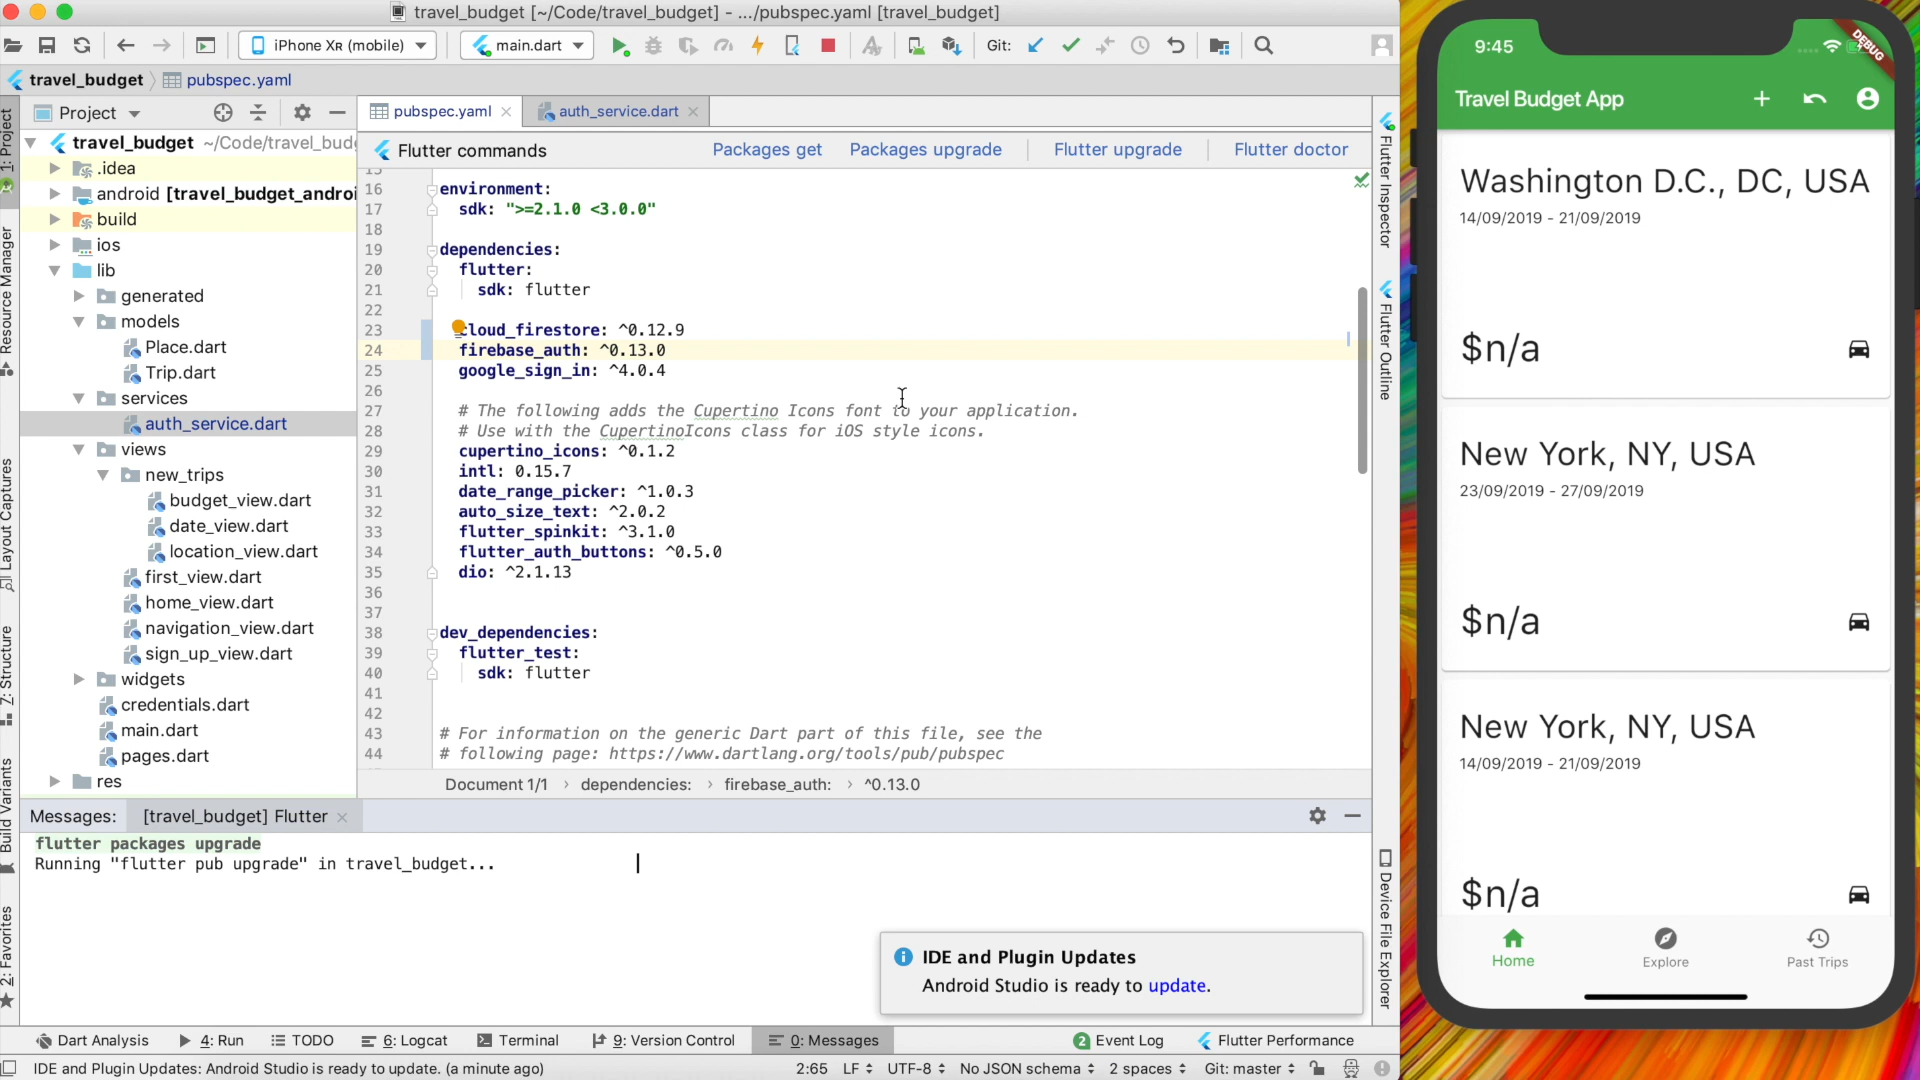 travel_budget [~/Code/travel_budget] - .../pubspec.yaml [travel_budget]
iPhone XR (mobile)
main.dart
Git:
travel_budget
pubspec.yaml
Project
pubspec.yaml
auth_service.dart
travel_budget ~/Code/travel_budg
.idea
android [travel_budget_androi
build
ios
lib
generated
models
Place.dart
Trip.dart
services
auth_service.dart
views
new_trips
budget_view.dart
date_view.dart
location_view.dart
first_view.dart
home_view.dart
navigation_view.dart
sign_up_view.dart
widgets
credentials.dart
main.dart
pages.dart
res
1: Project
Resource Manager
Layout Captures
Z: Structure
Build Variants
2: Favorites
Flutter commands
Packages get
Packages upgrade
Flutter upgrade
Flutter doctor
15
16 environment:
17 sdk: ">=2.1.0 <3.0.0"
18
19 dependencies:
20 flutter:
21 sdk: flutter
22
23 cloud_firestore: ^0.12.9
24 firebase_auth: ^0.13.0
25 google_sign_in: ^4.0.4
26
27 # The following adds the Cupertino Icons font to your application.
28 # Use with the CupertinoIcons class for iOS style icons.
29 cupertino_icons: ^0.1.2
30 intl: 0.15.7
31 date_range_picker: ^1.0.3
32 auto_size_text: ^2.0.2
33 flutter_spinkit: ^3.1.0
34 flutter_auth_buttons: ^0.5.0
35 dio: ^2.1.13
36
37
38 dev_dependencies:
39 flutter_test:
40 sdk: flutter
41
42
43 # For information on the generic Dart part of this file, see the
44 # following page: https://www.dartlang.org/tools/pub/pubspec
Document 1/1 › dependencies: › firebase_auth: › ^0.13.0
Flutter Inspector
Flutter Outline
Device File Explorer
Messages: [travel_budget] Flutter
flutter packages upgrade
Running "flutter pub upgrade" in travel_budget...
IDE and Plugin Updates
Android Studio is ready to update.
Dart Analysis
4: Run
TODO
6: Logcat
Terminal
9: Version Control
0: Messages
2 Event Log
Flutter Performance
IDE and Plugin Updates: Android Studio is ready to update. (a minute ago)
2:65
LF
UTF-8
No JSON schema
2 spaces
Git: master
9:45
DEBUG
Travel Budget App
Washington D.C., DC, USA
14/09/2019 - 21/09/2019
$n/a
New York, NY, USA
23/09/2019 - 27/09/2019
$n/a
New York, NY, USA
14/09/2019 - 21/09/2019
$n/a
Home
Explore
Past Trips